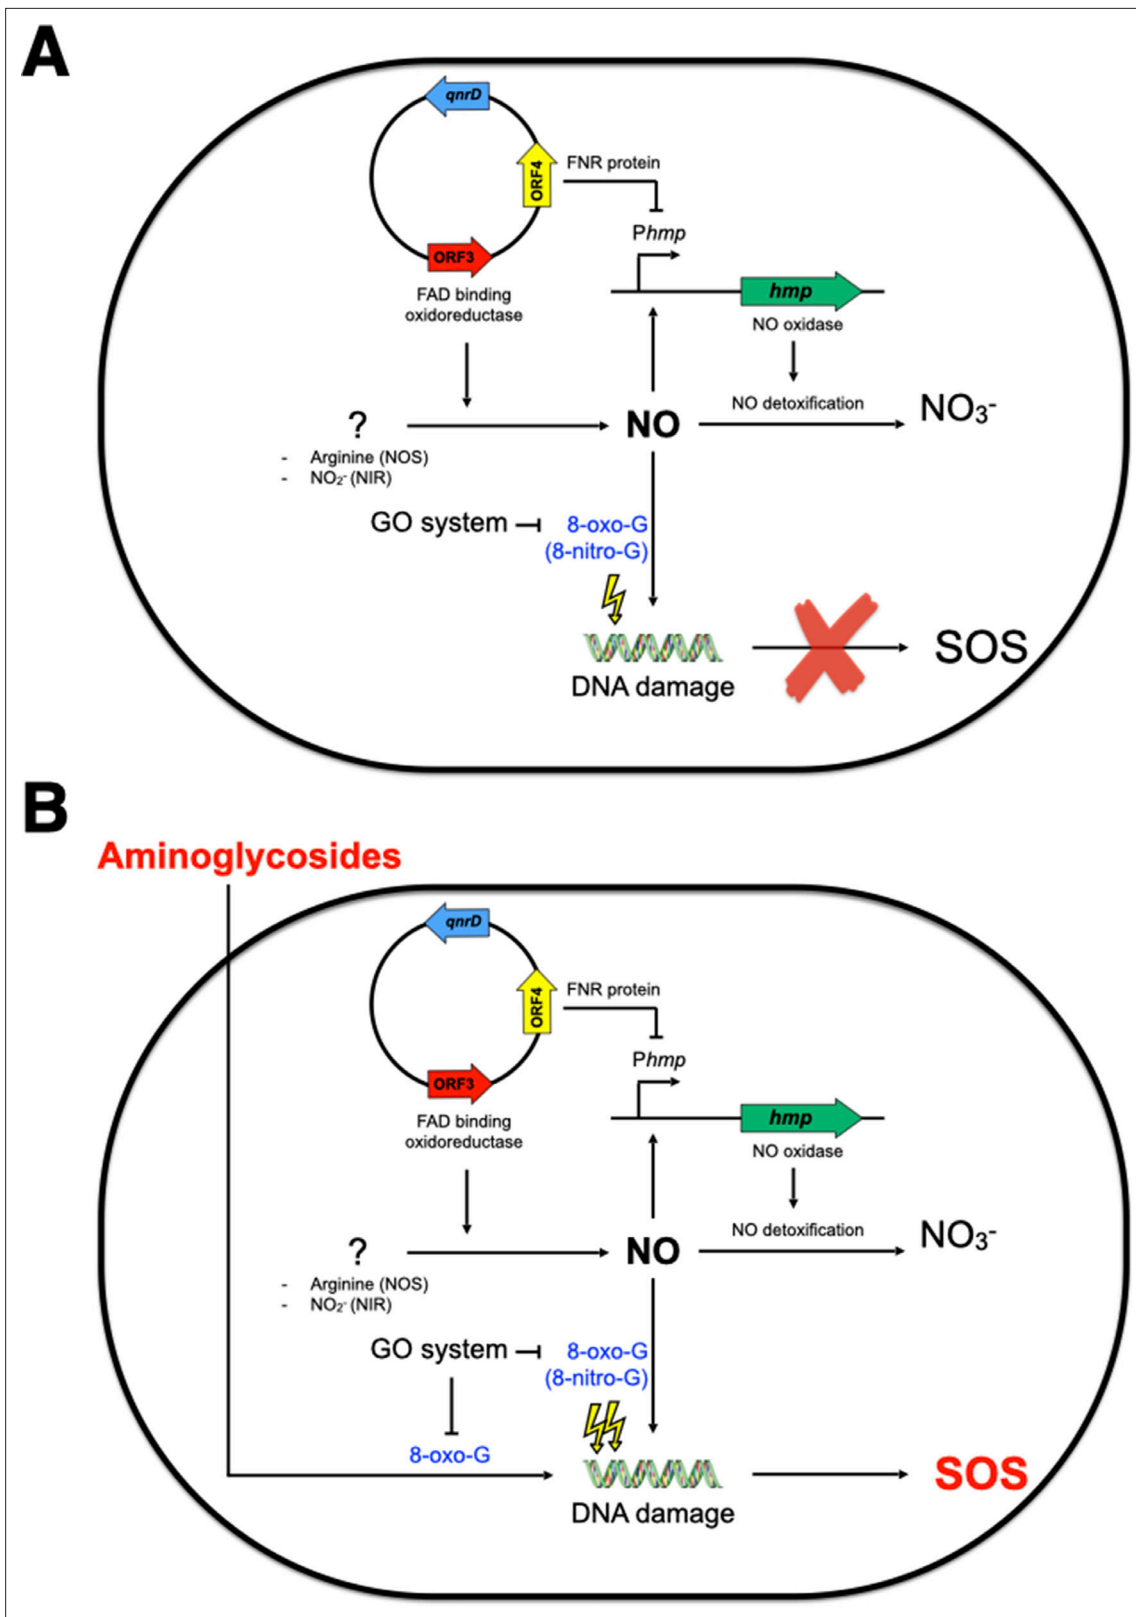 A
qnrD
ORF4
FNR protein
Phmp
ORF3
FAD binding
oxidoreductase
hmp
NO oxidase
NO detoxification
?
NO
NO₃⁻
- Arginine (NOS)
- NO₂⁻ (NIR)
GO system
8-oxo-G
(8-nitro-G)
DNA damage
SOS
B
Aminoglycosides
qnrD
ORF4
FNR protein
Phmp
ORF3
FAD binding
oxidoreductase
hmp
NO oxidase
NO detoxification
?
NO
NO₃⁻
- Arginine (NOS)
- NO₂⁻ (NIR)
GO system
8-oxo-G
(8-nitro-G)
8-oxo-G
DNA damage
SOS